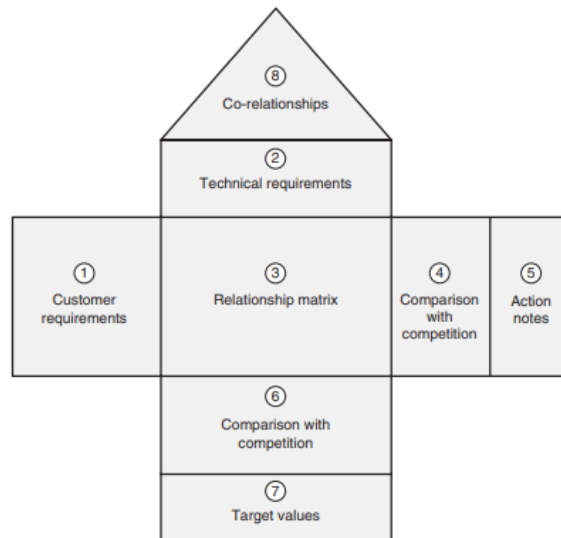 8
Co-relationships
2
Technical requirements
1
Customer
requirements
3
Relationship matrix
4
Comparison
with
competition
5
Action
notes
6
Comparison with
competition
7
Target values